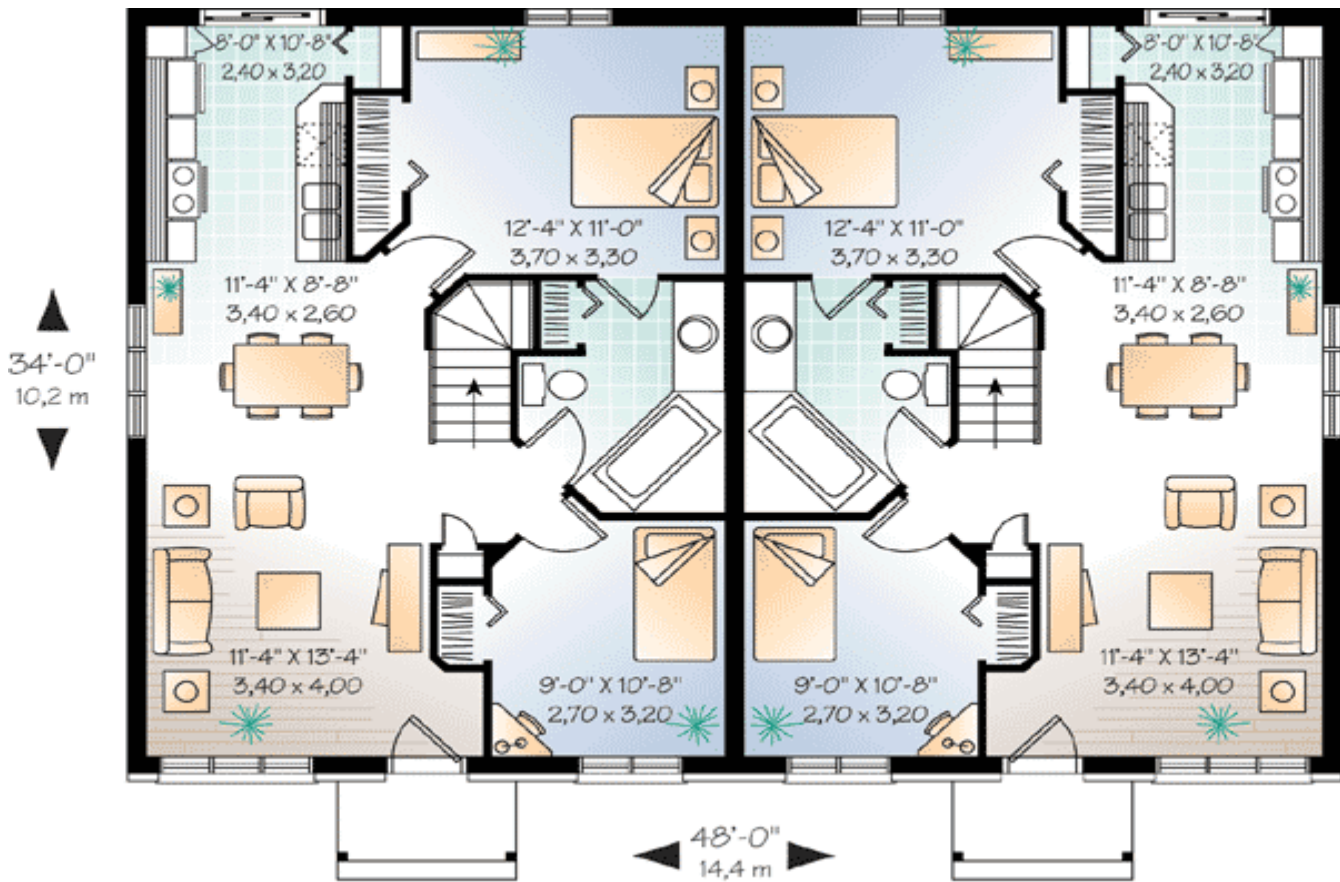 8'-0" X 10'-8"
2,40 x 3,20
8'-0" X 10'-8"
2,40 x 3,20
12'-4" X 11'-0"
3,70 x 3,30
12'-4" X 11'-0"
3,70 x 3,30
11'-4" X 8'-8"
3,40 x 2,60
11'-4" X 8'-8"
3,40 x 2,60
34'-0"
10,2 m
11'-4" X 13'-4"
3,40 x 4,00
9'-0" X 10'-8"
2,70 x 3,20
9'-0" X 10'-8"
2,70 x 3,20
11'-4" X 13'-4"
3,40 x 4,00
48'-0"
14,4 m